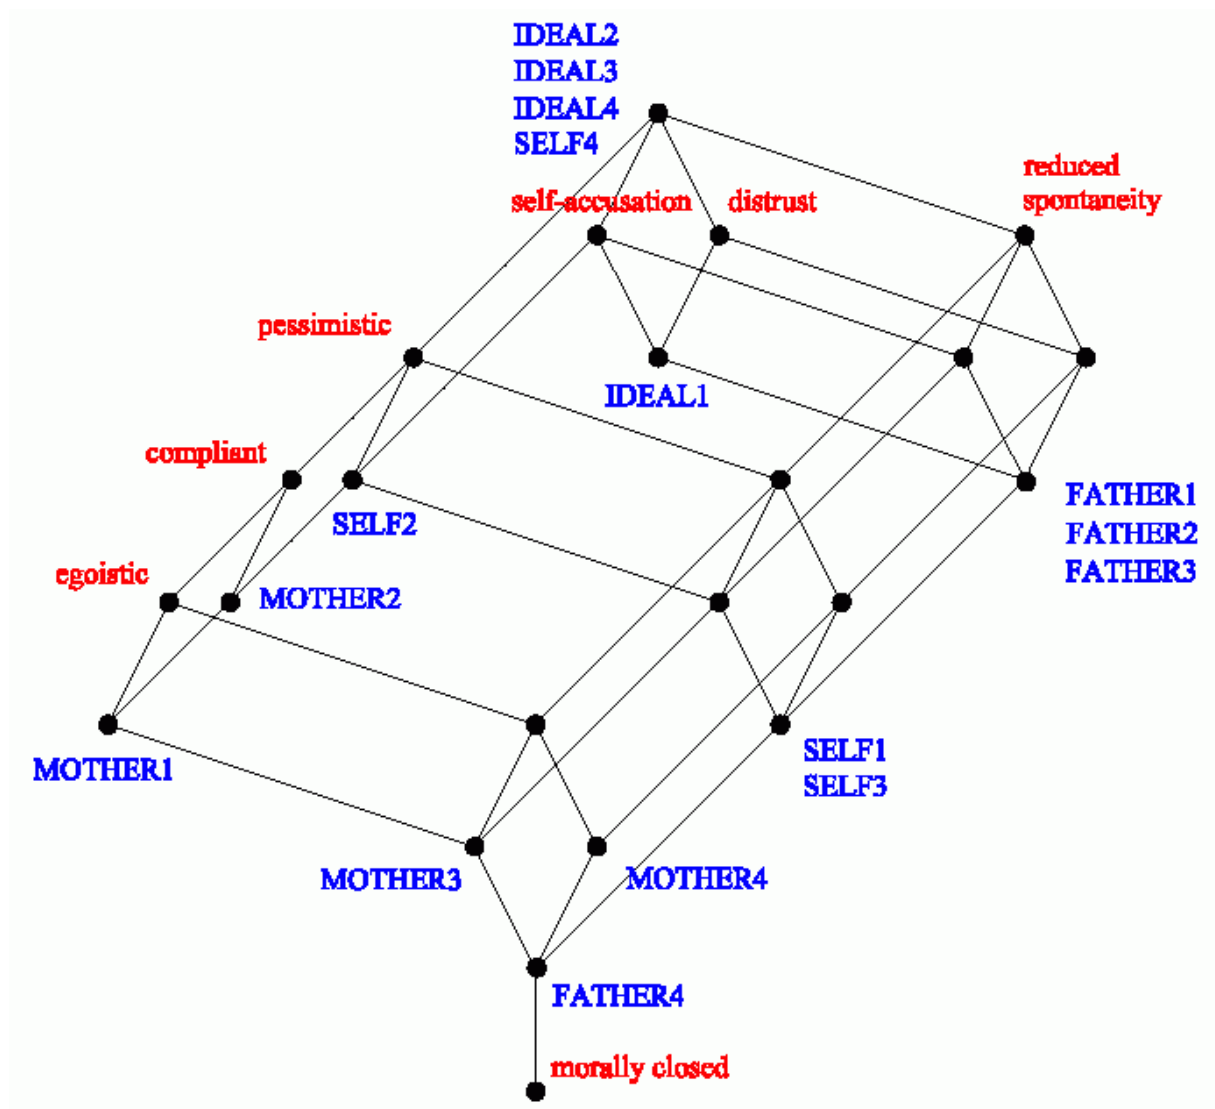 IDEAL2
IDEAL3
IDEAL4
SELF4
reduced
spontaneity
self-accusation
distrust
pessimistic
IDEAL1
compliant
SELF2
FATHER1
FATHER2
FATHER3
egoistic
MOTHER2
MOTHER1
SELF1
SELF3
MOTHER3
MOTHER4
FATHER4
morally closed